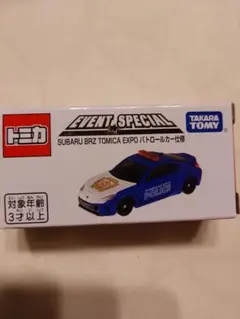 トミカ
EVENT SPECIAL
TAKARA
TOMY
SUBARU BRZ TOMICA EXPO パトロールカー仕様
POLICE
対象年齢
3才以上